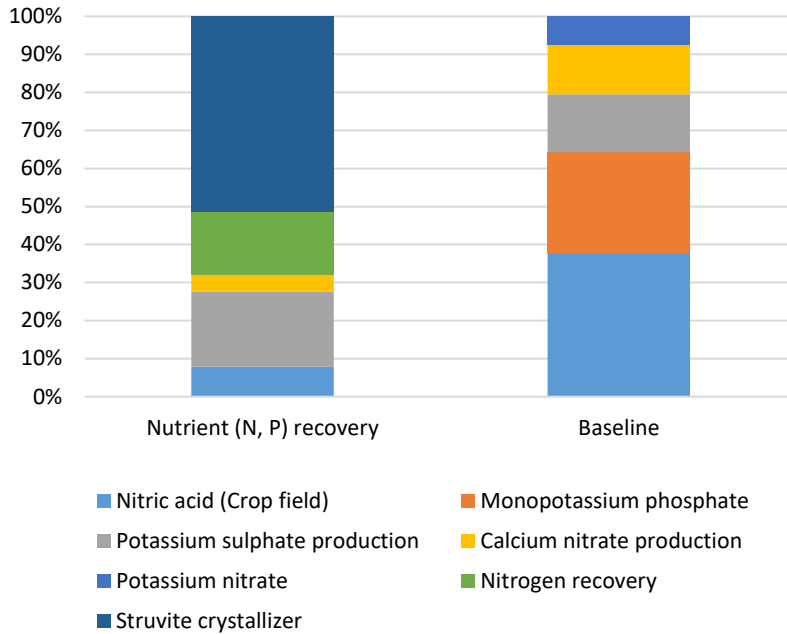 100%
90%
80%
70%
60%
50%
40%
30%
20%
10%
0%
Nutrient (N, P) recovery Baseline
Nitric acid (Crop field) Monopotassium phosphate
Potassium sulphate production Calcium nitrate production
Potassium nitrate Nitrogen recovery
Struvite crystallizer